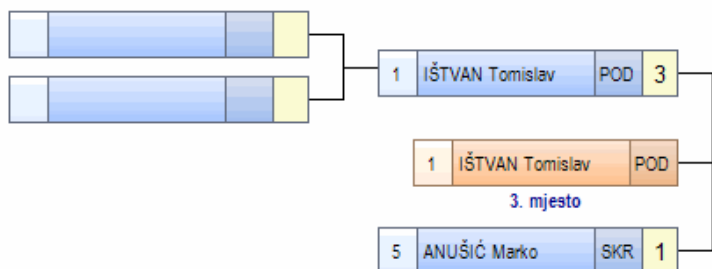 1 IŠTVAN Tomislav POD 3
1 IŠTVAN Tomislav POD
3. mjesto
5 ANUŠIĆ Marko SKR 1